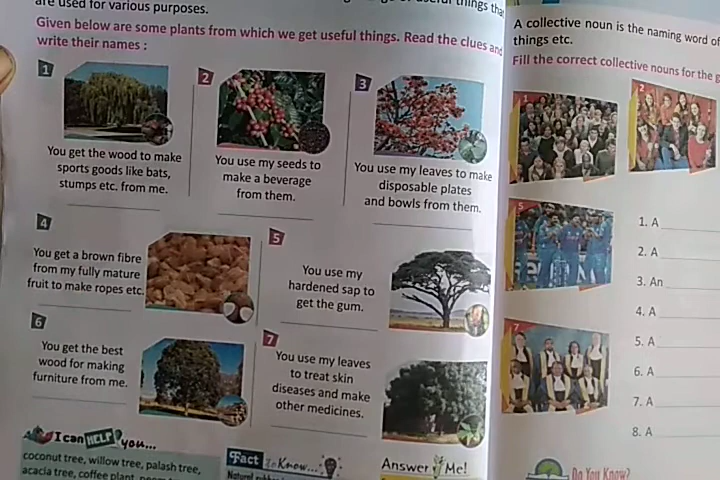 are used for various purposes.
Given below are some plants from which we get useful things. Read the clues and
write their names :
1
You get the wood to make
sports goods like bats,
stumps etc. from me.
2
You use my seeds to
make a beverage
from them.
3
You use my leaves to make
disposable plates
and bowls from them.
4
You get a brown fibre
from my fully mature
fruit to make ropes etc.
5
You use my
hardened sap to
get the gum.
6
You get the best
wood for making
furniture from me.
7
You use my leaves
to treat skin
diseases and make
other medicines.
I can HELP you...
coconut tree, willow tree, palash tree,
acacia tree, coffee plant,
Fact to Know...
Natural
Answer Me!
A collective noun is the naming word of
things etc.
Fill the correct collective nouns for the
1
2
5
7
1. A
2. A
3. An
4. A
5. A
6. A
7. A
8. A
Do You Know?